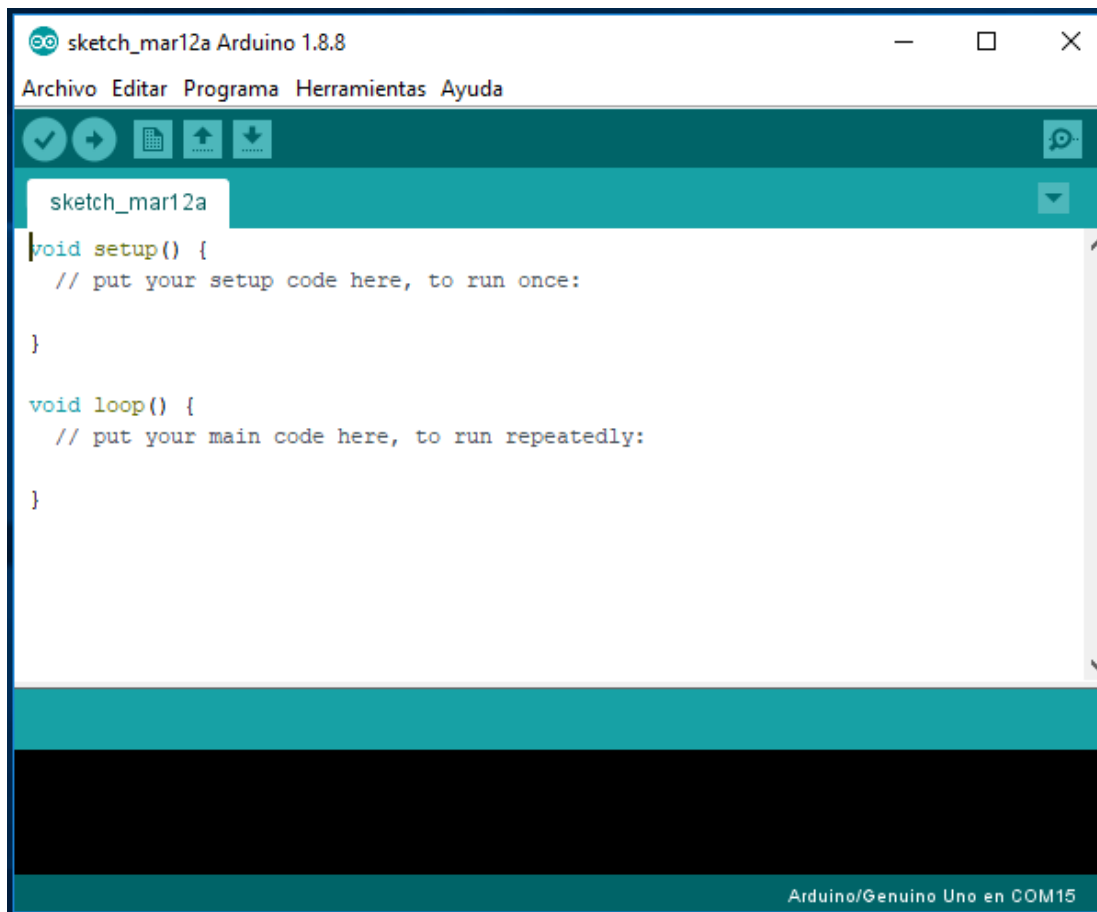 sketch_mar12a Arduino 1.8.8
Archivo Editar Programa Herramientas Ayuda
sketch_mar12a
void setup() {
  // put your setup code here, to run once:
}
void loop() {
  // put your main code here, to run repeatedly:
}
Arduino/Genuino Uno en COM15